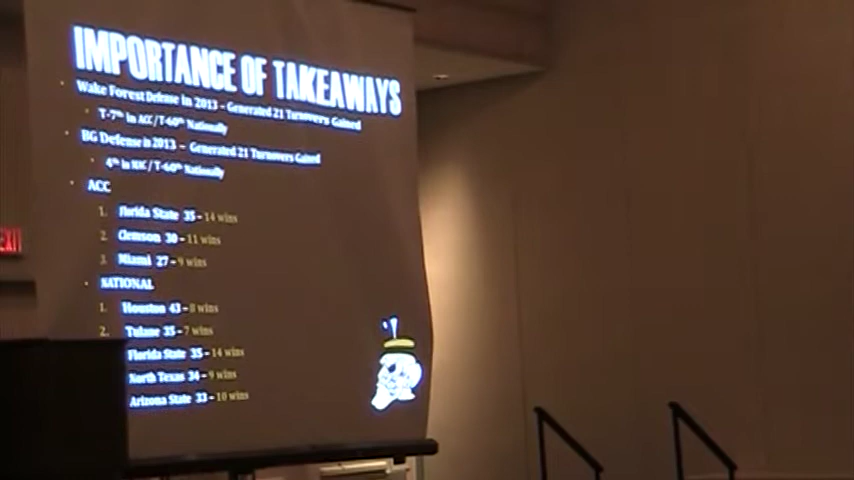 IMPORTANCE OF TAKEAWAYS
Wake Forest Defense in 2013 – Generated 21 Turnovers Gained
T-7th in ACC / T-60th Nationally
BG Defense in 2013 – Generated 21 Turnovers Gained
4th in MAC / T-60th Nationally
ACC
1. Florida State 35 – 14 wins
2. Clemson 30 – 11 wins
3. Miami 27 – 9 wins
NATIONAL
1. Houston 43 – 8 wins
2. Tulane 35 – 7 wins
Florida State 35 – 14 wins
North Texas 34 – 9 wins
Arizona State 33 – 10 wins
EXIT